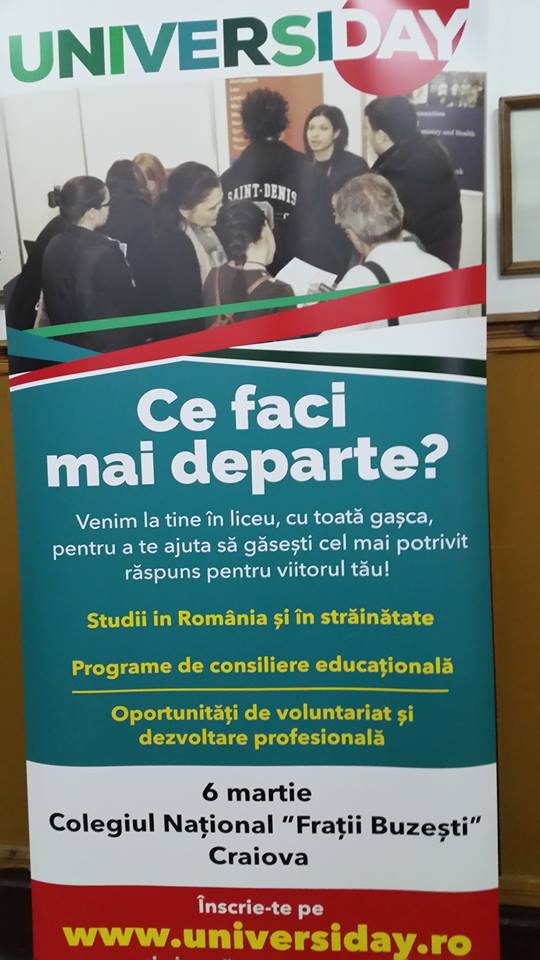 UNIVERSIDAY
Journalism
Law
SAINT-DENIS
Ce faci
mai departe?
Venim la tine în liceu, cu toată gașca,
pentru a te ajuta să găsești cel mai potrivit
răspuns pentru viitorul tău!
Studii in România și în străinătate
Programe de consiliere educațională
Oportunități de voluntariat și
dezvoltare profesională
6 martie
Colegiul Național ”Frații Buzești”
Craiova
Înscrie-te pe
www.universiday.ro